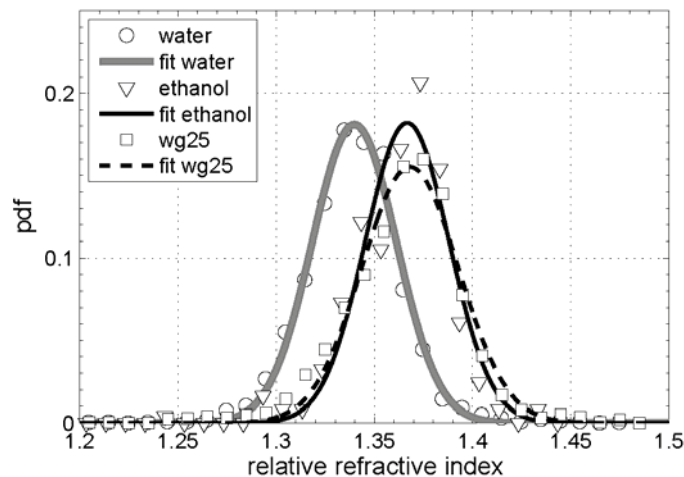 water
fit water
ethanol
fit ethanol
wg25
fit wg25
pdf
0.2
0.1
0
1.2 1.25 1.3 1.35 1.4 1.45 1.5
relative refractive index